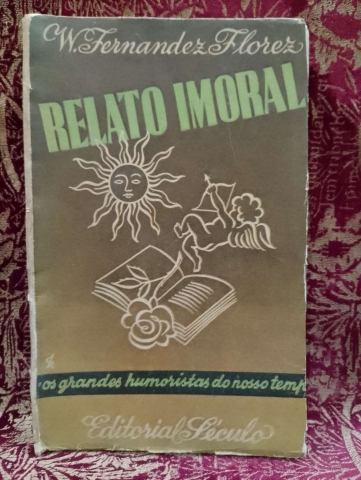 W. Fernandez Florez
RELATO IMORAL
os grandes humoristas do nosso temp
Editorial Século